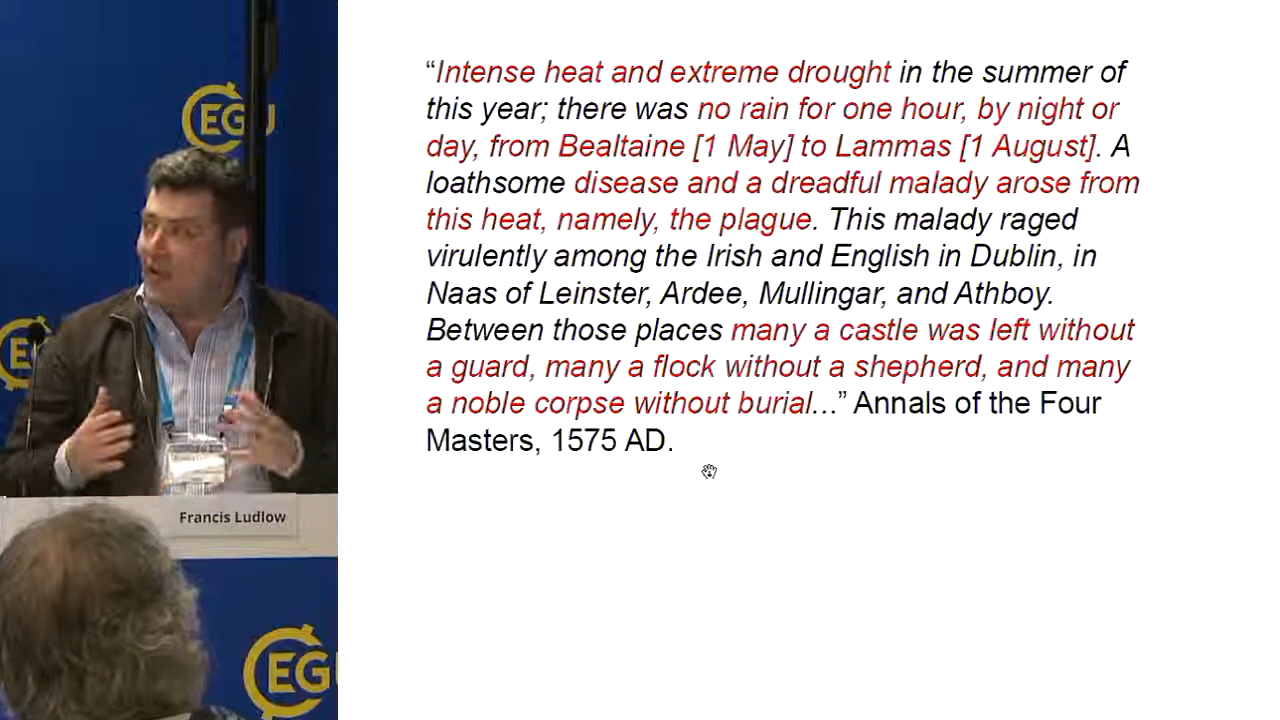 EGU
E
Francis Ludlow
EGU
“Intense heat and extreme drought in the summer of
this year; there was no rain for one hour, by night or
day, from Bealtaine [1 May] to Lammas [1 August]. A
loathsome disease and a dreadful malady arose from
this heat, namely, the plague. This malady raged
virulently among the Irish and English in Dublin, in
Naas of Leinster, Ardee, Mullingar, and Athboy.
Between those places many a castle was left without
a guard, many a flock without a shepherd, and many
a noble corpse without burial...” Annals of the Four
Masters, 1575 AD.